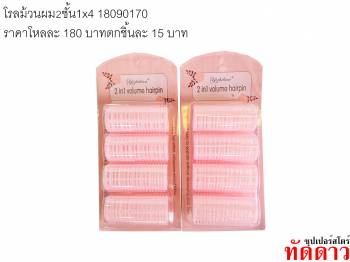 โรลม้วนผม2ชั้น1x4 18090170
ราคาโหลละ 180 บาทตกชิ้นละ 15 บาท
2 in1 volume hairpin
2 in1 volume hairpin
ซุปเปอร์สโตร์
ทัดดาว